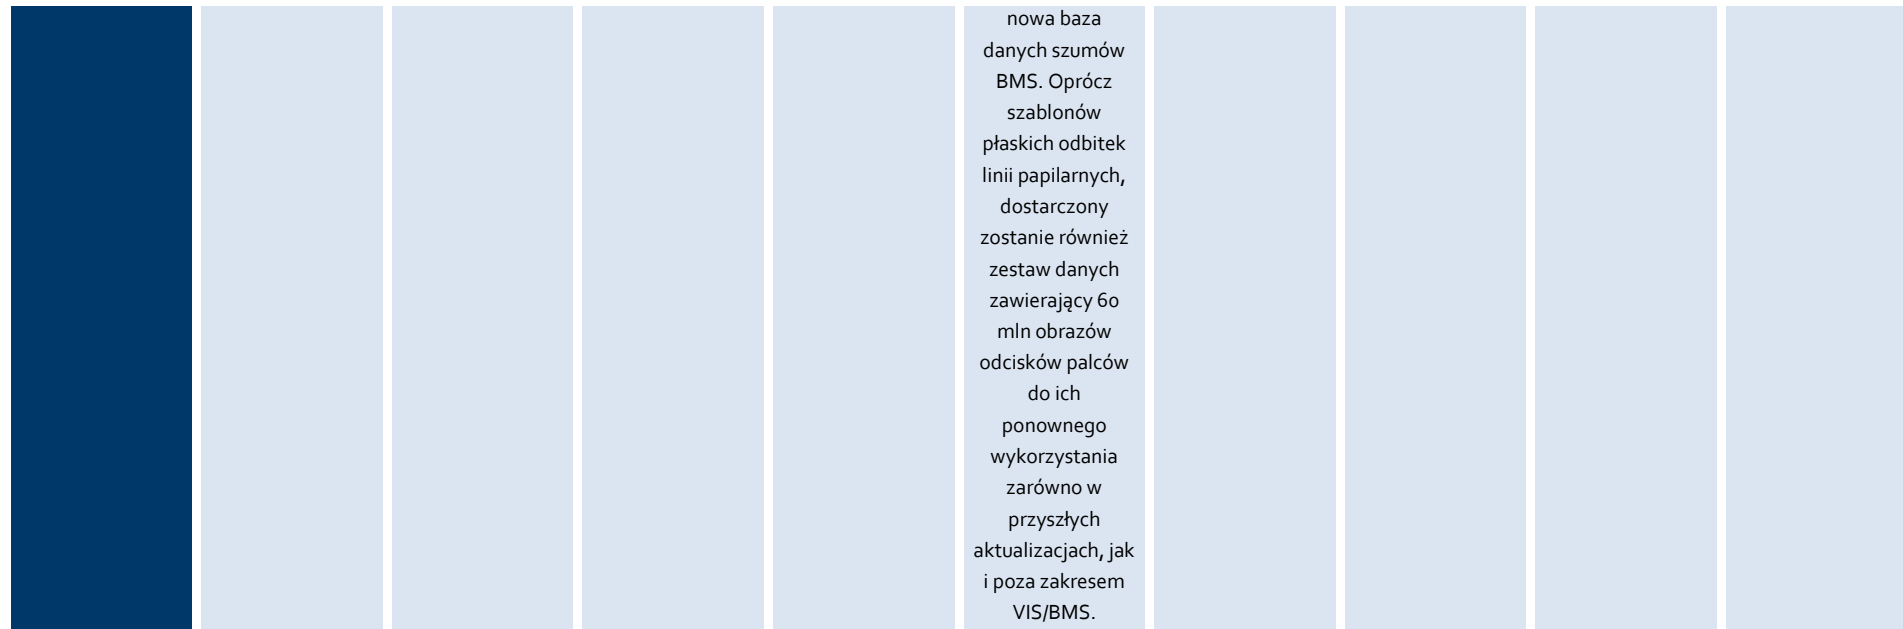 nowa baza
danych szumów
BMS. Oprócz
szablonów
płaskich odbitek
linii papilarnych,
dostarczony
zostanie również
zestaw danych
zawierający 60
mln obrazów
odcisków palców
do ich
ponownego
wykorzystania
zarówno w
przyszłych
aktualizacjach, jak
i poza zakresem
VIS/BMS.